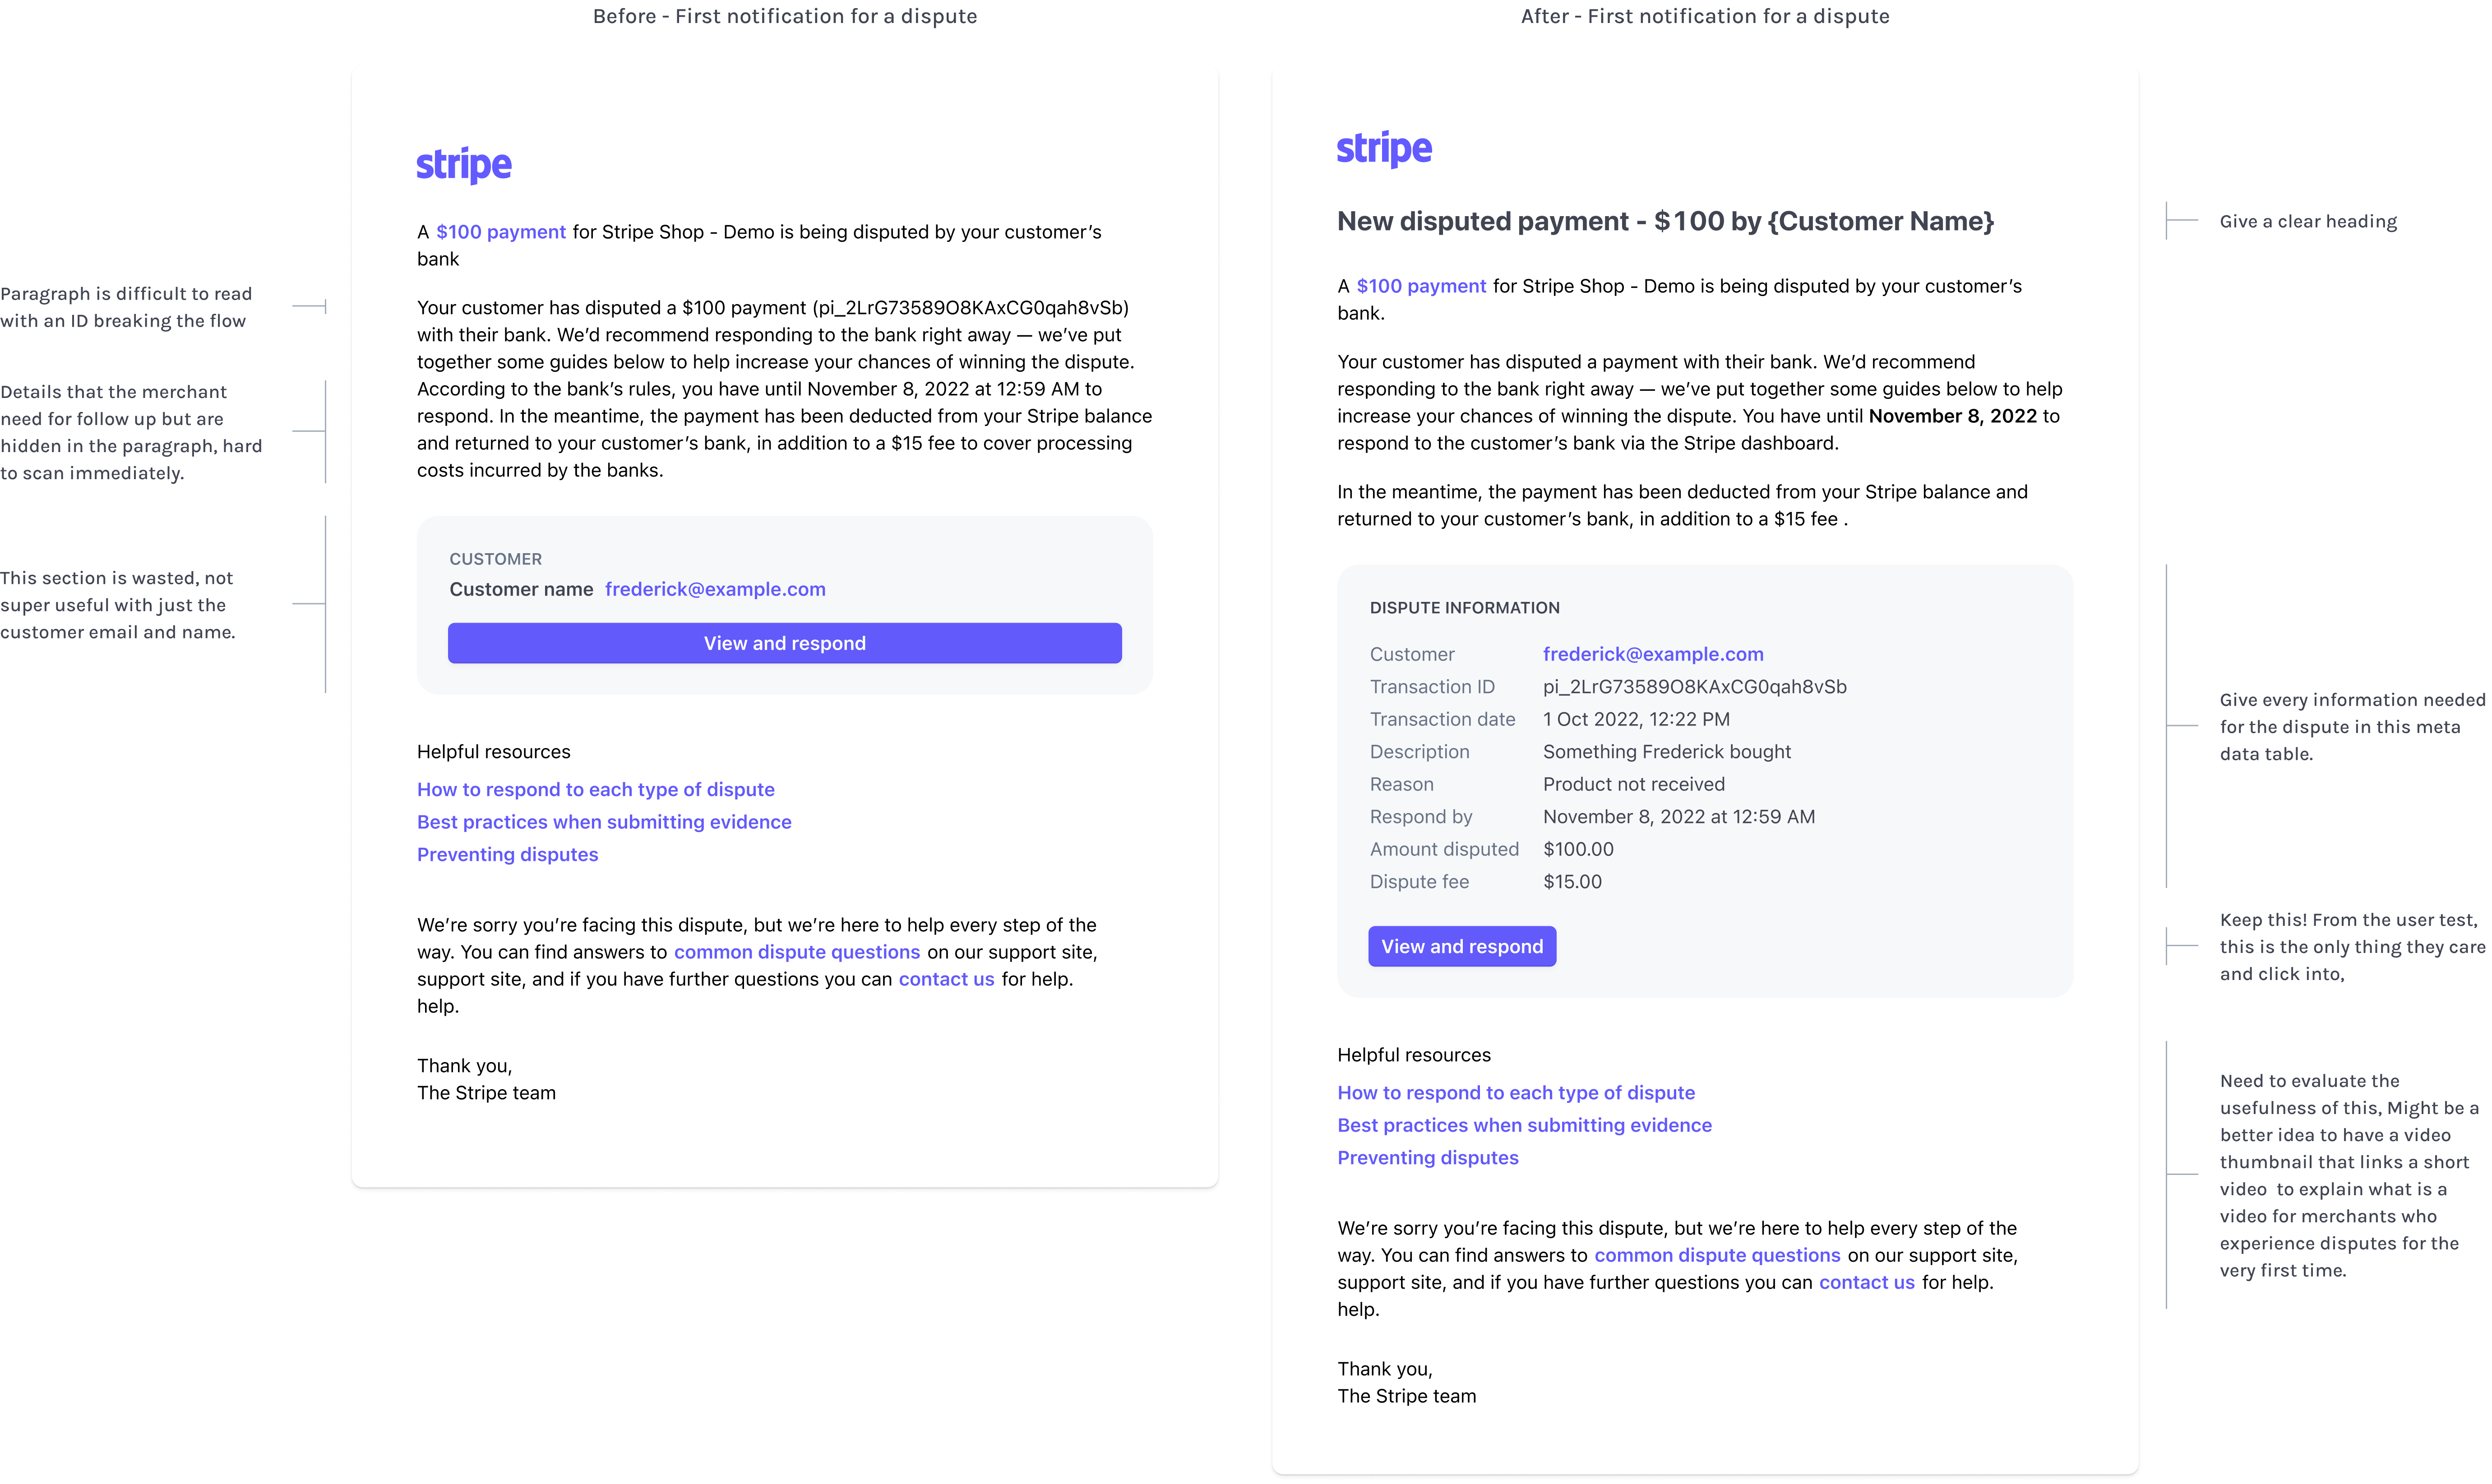 Before - First notification for a dispute
Paragraph is difficult to read
with an ID breaking the flow
Details that the merchant
need for follow up but are
hidden in the paragraph, hard
to scan immediately.
This section is wasted, not
super useful with just the
customer email and name.
stripe
A $100 payment for Stripe Shop - Demo is being disputed by your customer’s
bank
Your customer has disputed a $100 payment (pi_2LrG73589O8KAxCG0qah8vSb)
with their bank. We’d recommend responding to the bank right away — we’ve put
together some guides below to help increase your chances of winning the dispute.
According to the bank’s rules, you have until November 8, 2022 at 12:59 AM to
respond. In the meantime, the payment has been deducted from your Stripe balance
and returned to your customer’s bank, in addition to a $15 fee to cover processing
costs incurred by the banks.
CUSTOMER
Customer name frederick@example.com
View and respond
Helpful resources
How to respond to each type of dispute
Best practices when submitting evidence
Preventing disputes
We’re sorry you’re facing this dispute, but we’re here to help every step of the
way. You can find answers to common dispute questions on our support site,
support site, and if you have further questions you can contact us for help.
help.
Thank you,
The Stripe team
After - First notification for a dispute
stripe
New disputed payment - $100 by {Customer Name}
A $100 payment for Stripe Shop - Demo is being disputed by your customer’s
bank.
Your customer has disputed a payment with their bank. We’d recommend
responding to the bank right away — we’ve put together some guides below to help
increase your chances of winning the dispute. You have until November 8, 2022 to
respond to the customer’s bank via the Stripe dashboard.
In the meantime, the payment has been deducted from your Stripe balance and
returned to your customer’s bank, in addition to a $15 fee .
DISPUTE INFORMATION
Customer frederick@example.com
Transaction ID pi_2LrG73589O8KAxCG0qah8vSb
Transaction date 1 Oct 2022, 12:22 PM
Description Something Frederick bought
Reason Product not received
Respond by November 8, 2022 at 12:59 AM
Amount disputed $100.00
Dispute fee $15.00
View and respond
Helpful resources
How to respond to each type of dispute
Best practices when submitting evidence
Preventing disputes
We’re sorry you’re facing this dispute, but we’re here to help every step of the
way. You can find answers to common dispute questions on our support site,
support site, and if you have further questions you can contact us for help.
help.
Thank you,
The Stripe team
Give a clear heading
Give every information needed
for the dispute in this meta
data table.
Keep this! From the user test,
this is the only thing they care
and click into,
Need to evaluate the
usefulness of this, Might be a
better idea to have a video
thumbnail that links a short
video  to explain what is a
video for merchants who
experience disputes for the
very first time.